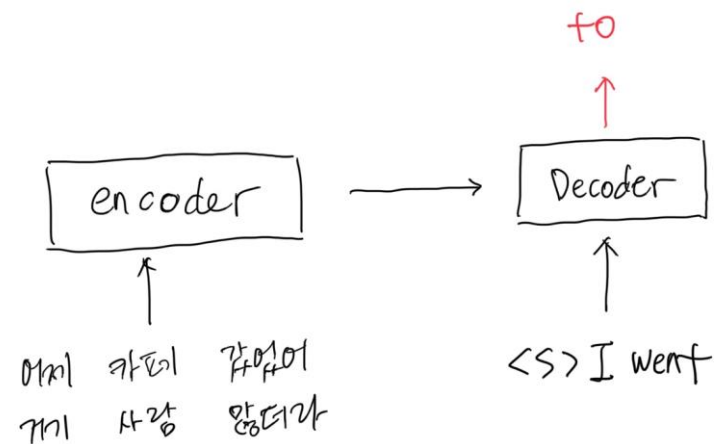 to
encoder
Decoder
어제 카페 갔었어
거기 사람 많더라
<s> I went